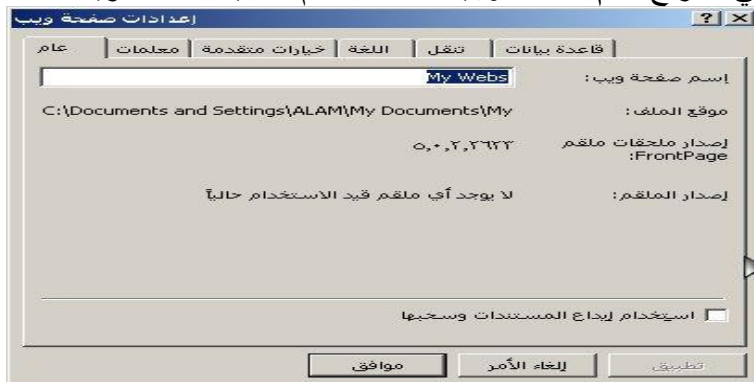 إعدادات صفحة ويب
عام معلمات خيارات متقدمة اللغة تنقل قاعدة بيانات
إسم صفحة ويب: My Webs
موقع الملف: C:\Documents and Settings\ALAM\My Documents\My
إصدار ملحقات ملقم ٥,٠,٢,٢٦٢٣
FrontPage:
إصدار الملقم: لا يوجد أي ملقم قيد الاستخدام حالياً
استخدام إيداع المستندات وسحبها
موافق إلغاء الأمر تطبيق